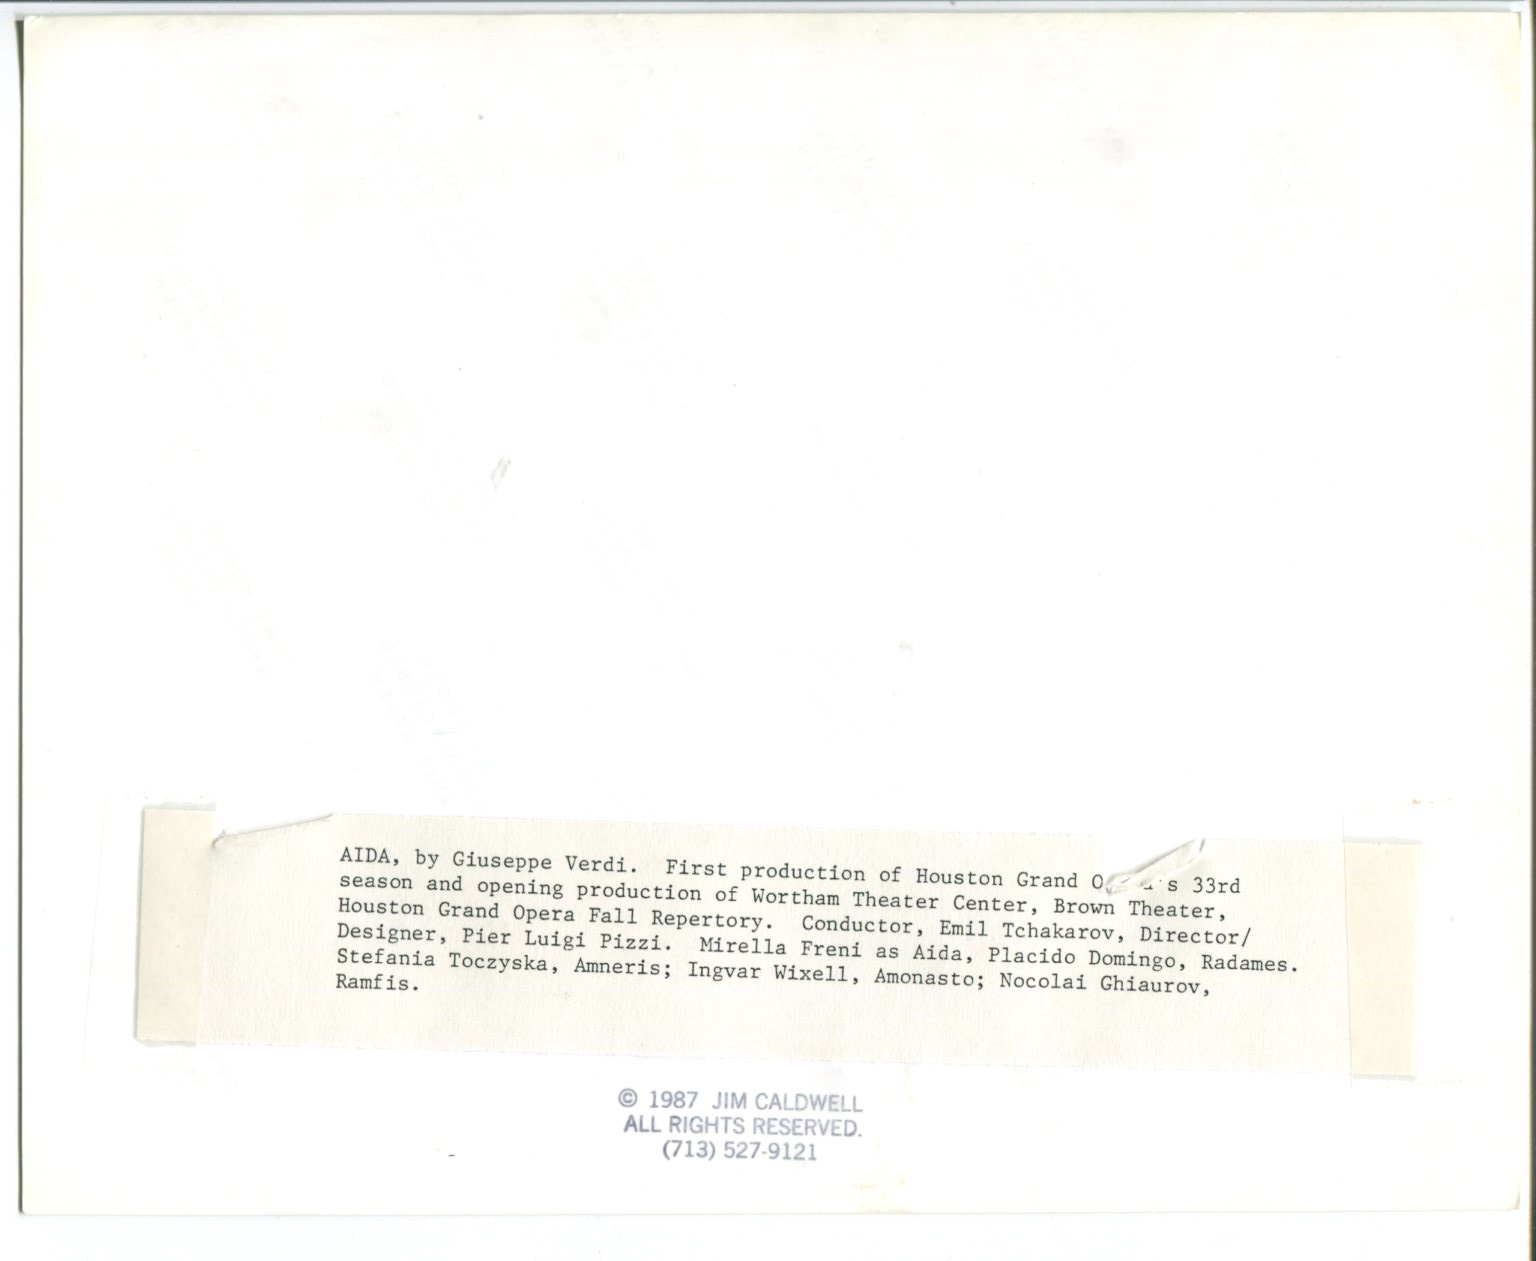 AIDA, by Giuseppe Verdi. First production of Houston Grand 33rd
season and opening production of Wortham Theater Center, Brown Theater,
Houston Grand Opera Fall Repertory. Conductor, Emil Tchakarov, Director/
Designer, Pier Luigi Pizzi. Mirella Freni as Aida, Placido Domingo, Radames.
Stefania Toczyska, Amneris; Ingvar Wixell, Amonasto; Nocolai Ghiaurov,
Ramfis.
© 1987 JIM CALDWELL
ALL RIGHTS RESERVED.
(713) 527-9121